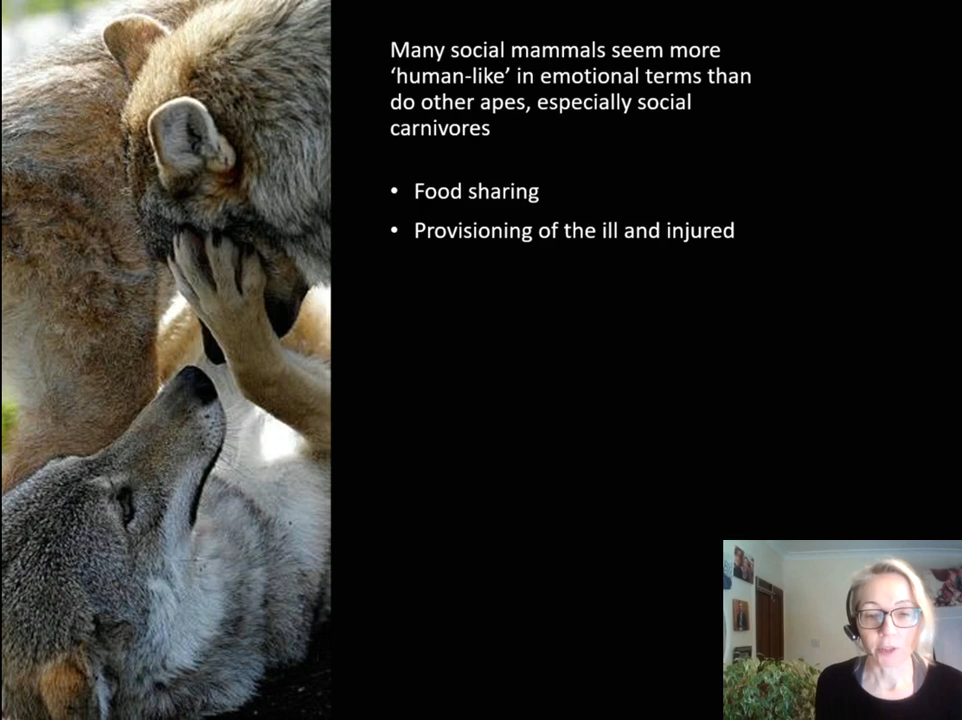 Many social mammals seem more
‘human-like’ in emotional terms than
do other apes, especially social
carnivores
• Food sharing
• Provisioning of the ill and injured